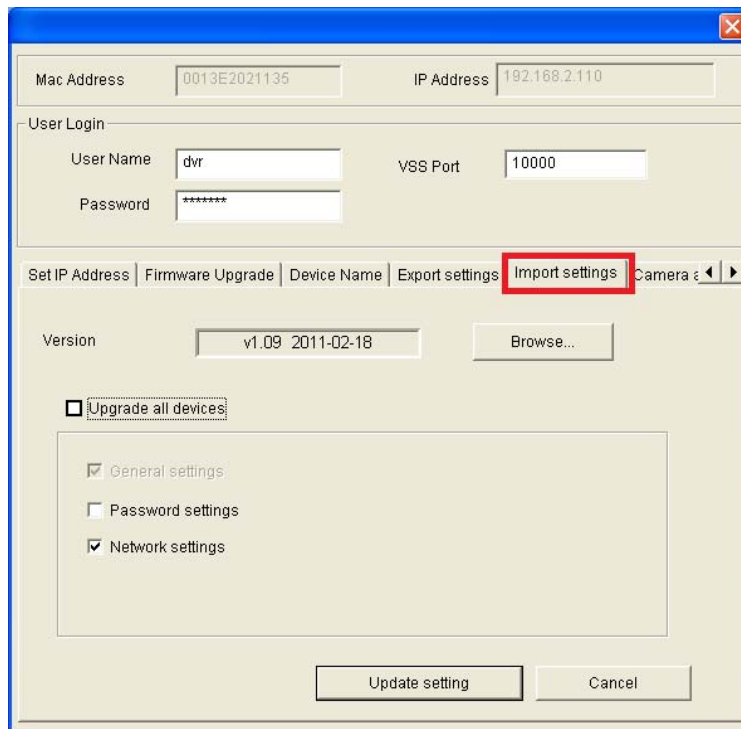 Mac Address 0013E2021135 IP Address 192.168.2.110
User Login
User Name dvr VSS Port 10000
Password *******
Set IP Address Firmware Upgrade Device Name Export settings Import settings Camera
Version v1.09 2011-02-18 Browse...
Upgrade all devices
General settings
Password settings
Network settings
Update setting Cancel